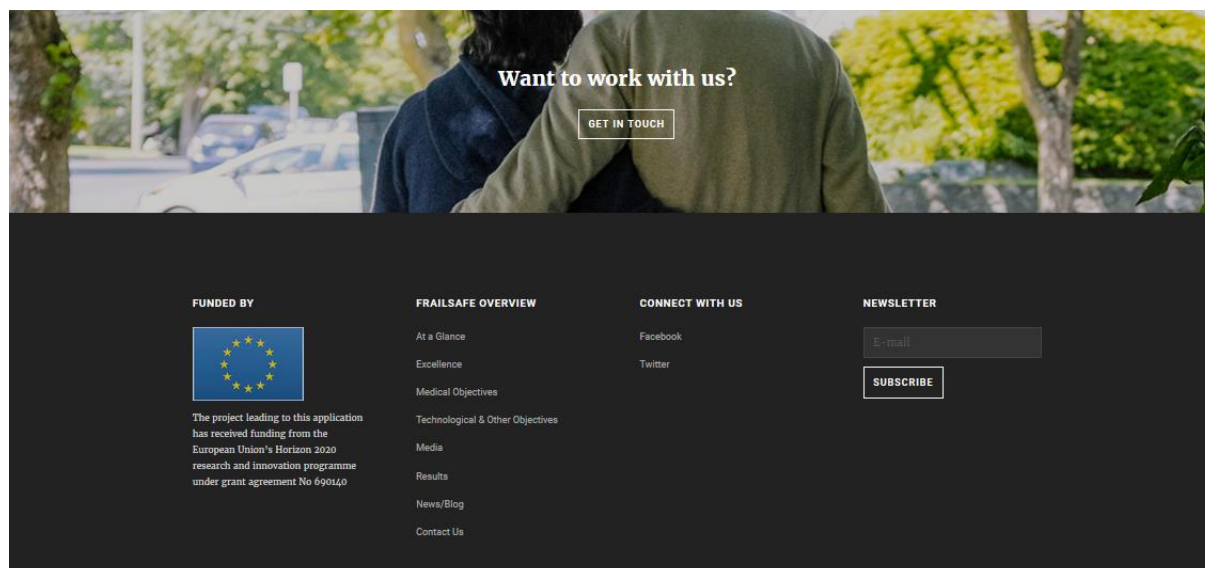 Want to work with us?
GET IN TOUCH
FUNDED BY
The project leading to this application
has received funding from the
European Union's Horizon 2020
research and innovation programme
under grant agreement No 690140
FRAILSAFE OVERVIEW
At a Glance
Excellence
Medical Objectives
Technological & Other Objectives
Media
Results
News/Blog
Contact Us
CONNECT WITH US
Facebook
Twitter
NEWSLETTER
E-mail
SUBSCRIBE